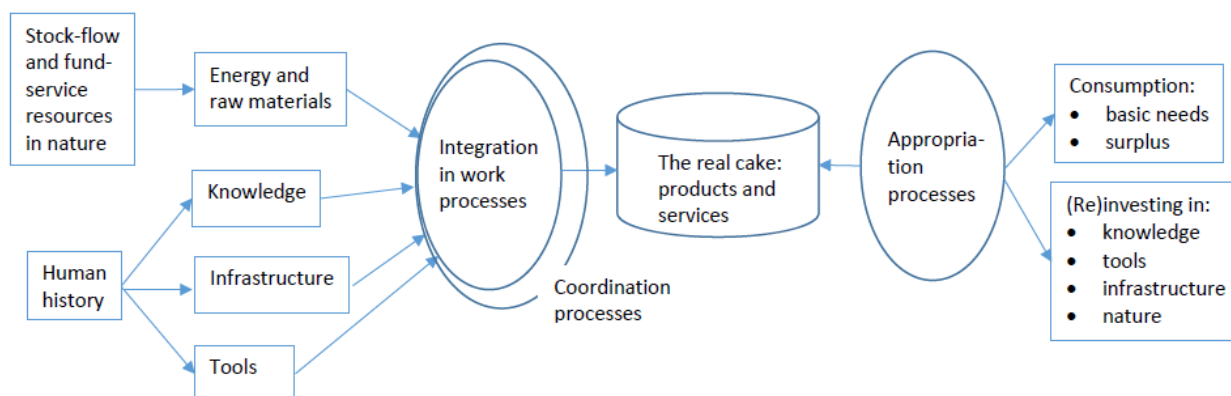 Stock-flow
and fund-
service
resources
in nature
Energy and
raw materials
Knowledge
Human
history
Infrastructure
Tools
Integration
in work
processes
Coordination
processes
The real cake:
products and
services
Appropria-
tion
processes
Consumption:
• basic needs
• surplus
(Re)investing in:
• knowledge
• tools
• infrastructure
• nature